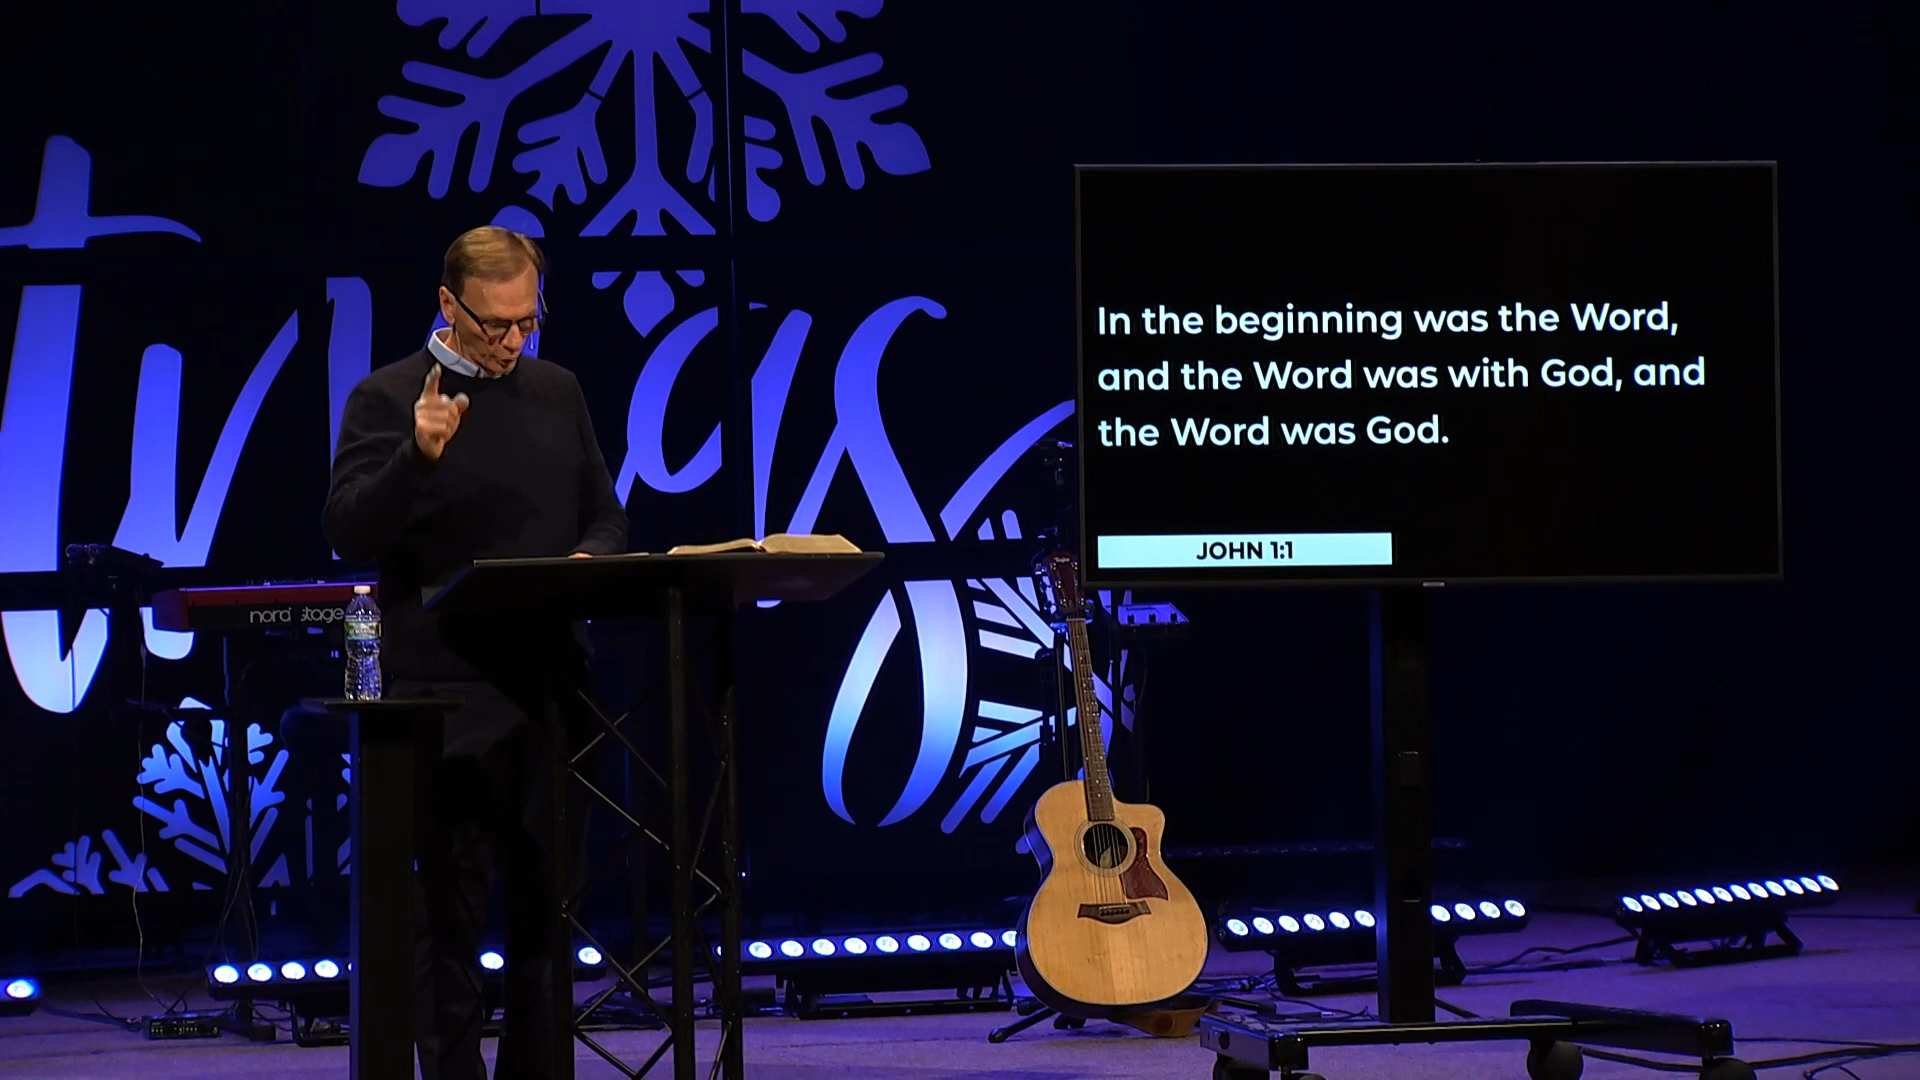 In the beginning was the Word,
and the Word was with God, and
the Word was God.
JOHN 1:1
nord stage